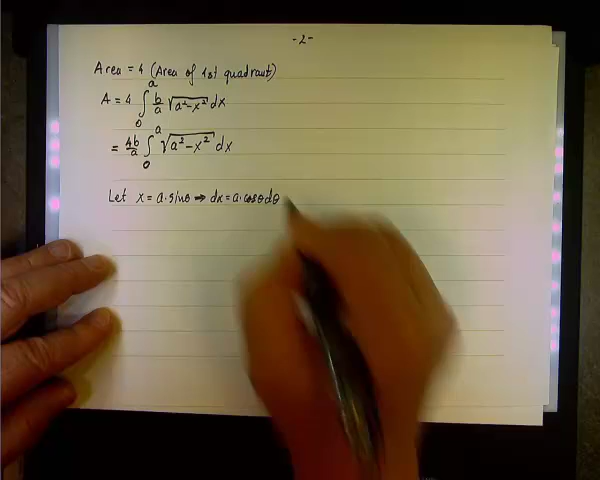 -2-
Area = 4 (Area of 1st quadrant)
A = 4 ∫₀ᵃ b/a √(a²-x²) dx
= 4b/a ∫₀ᵃ √(a²-x²) dx
Let x = a·sinθ ⇒ dx = a·cosθdθ